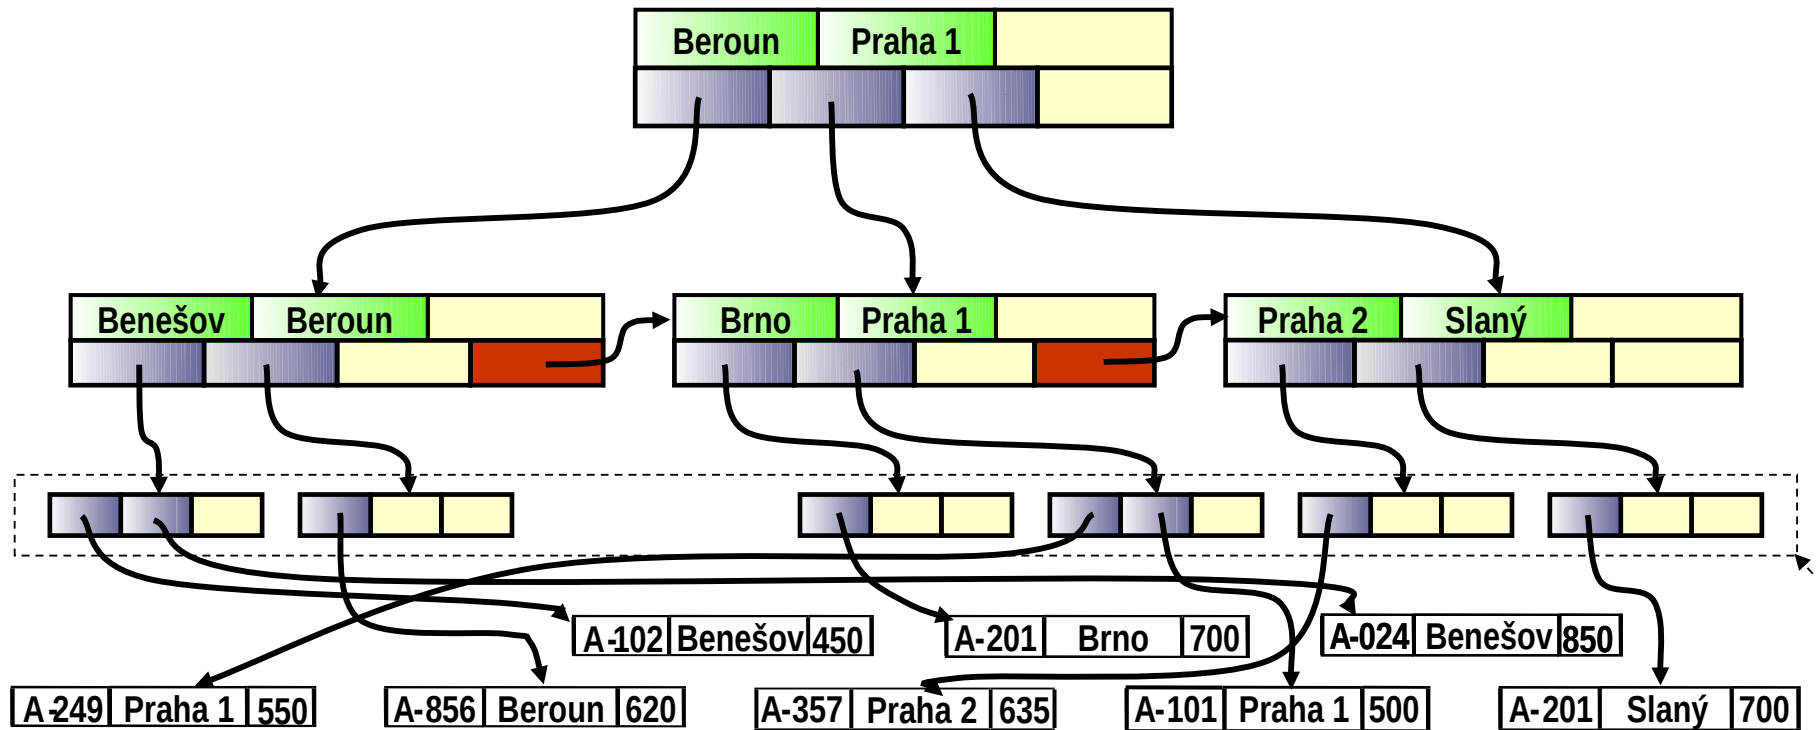 Beroun Praha 1
Benešov Beroun Brno Praha 1 Praha 2 Slaný
A-102 Benešov 450 A-201 Brno 700 A-024 Benešov 850
A-249 Praha 1 550 A-856 Beroun 620 A-357 Praha 2 635 A-101 Praha 1 500 A-201 Slaný 700